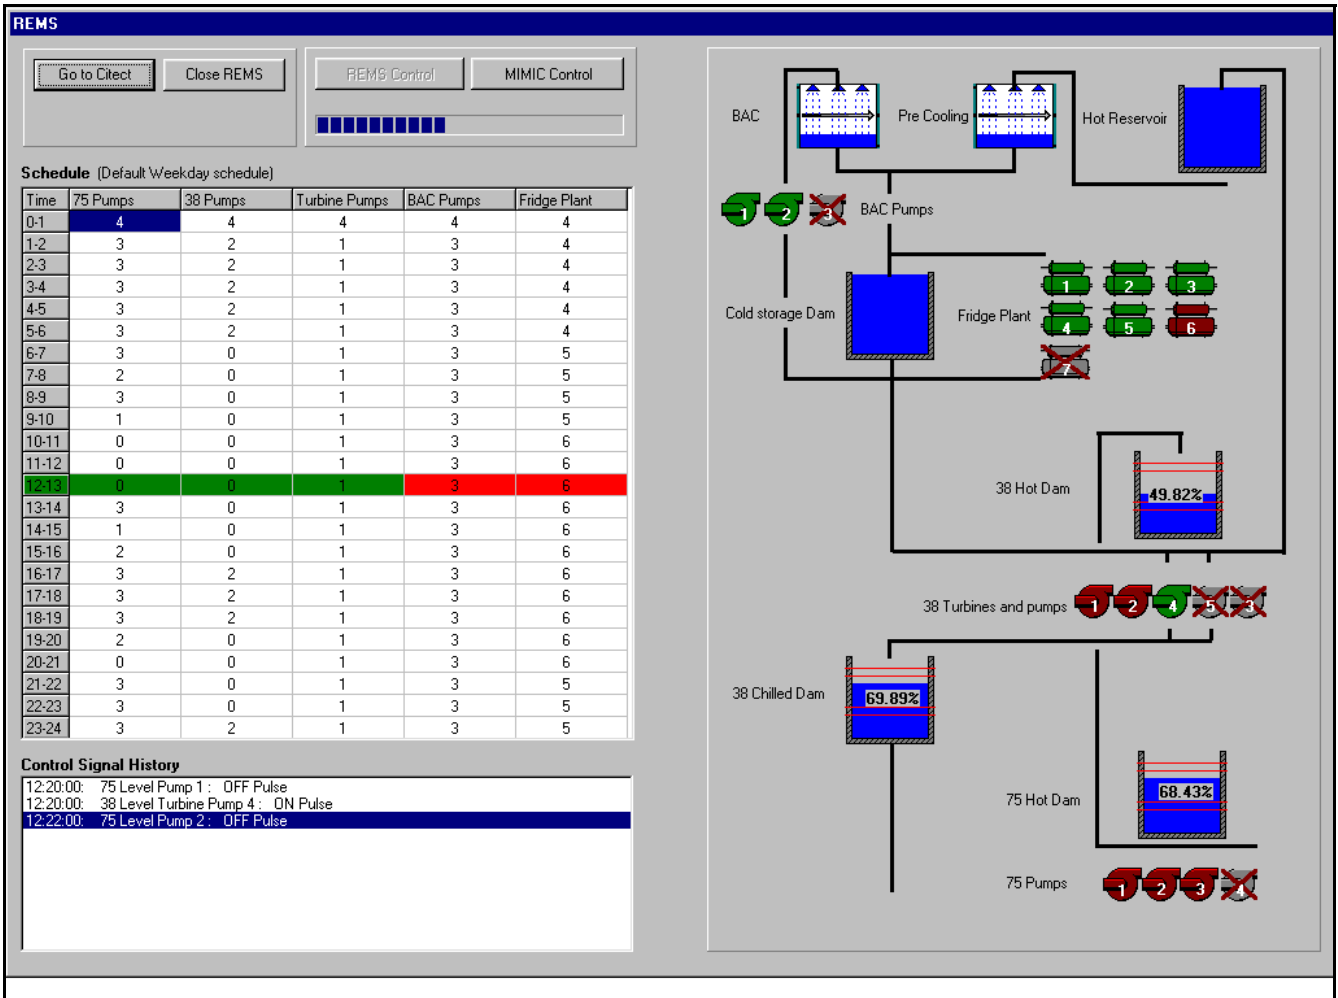 REMS
Go to Citect Close REMS REMS Control MIMIC Control
Schedule (Default Weekday schedule)
Time 75 Pumps 38 Pumps Turbine Pumps BAC Pumps Fridge Plant
0-1 4 4 4 4 4
1-2 3 2 1 3 4
2-3 3 2 1 3 4
3-4 3 2 1 3 4
4-5 3 2 1 3 4
5-6 3 2 1 3 4
6-7 3 0 1 3 5
7-8 2 0 1 3 5
8-9 3 0 1 3 5
9-10 1 0 1 3 5
10-11 0 0 1 3 6
11-12 0 0 1 3 6
12-13 0 0 1 3 6
13-14 3 0 1 3 6
14-15 1 0 1 3 6
15-16 2 0 1 3 6
16-17 3 2 1 3 6
17-18 3 2 1 3 6
18-19 3 2 1 3 6
19-20 2 0 1 3 6
20-21 0 0 1 3 6
21-22 3 0 1 3 5
22-23 3 0 1 3 5
23-24 3 2 1 3 5
Control Signal History
12:20:00: 75 Level Pump 1 : OFF Pulse
12:20:00: 38 Level Turbine Pump 4 : ON Pulse
12:22:00: 75 Level Pump 2 : OFF Pulse
BAC Pre Cooling Hot Reservoir
1 2 3 BAC Pumps
Cold storage Dam
Fridge Plant
1 2 3
4 5 6
7
38 Hot Dam 49.82%
38 Turbines and pumps 1 2 4 5 3
38 Chilled Dam 69.89%
75 Hot Dam 68.43%
75 Pumps 1 2 3 4